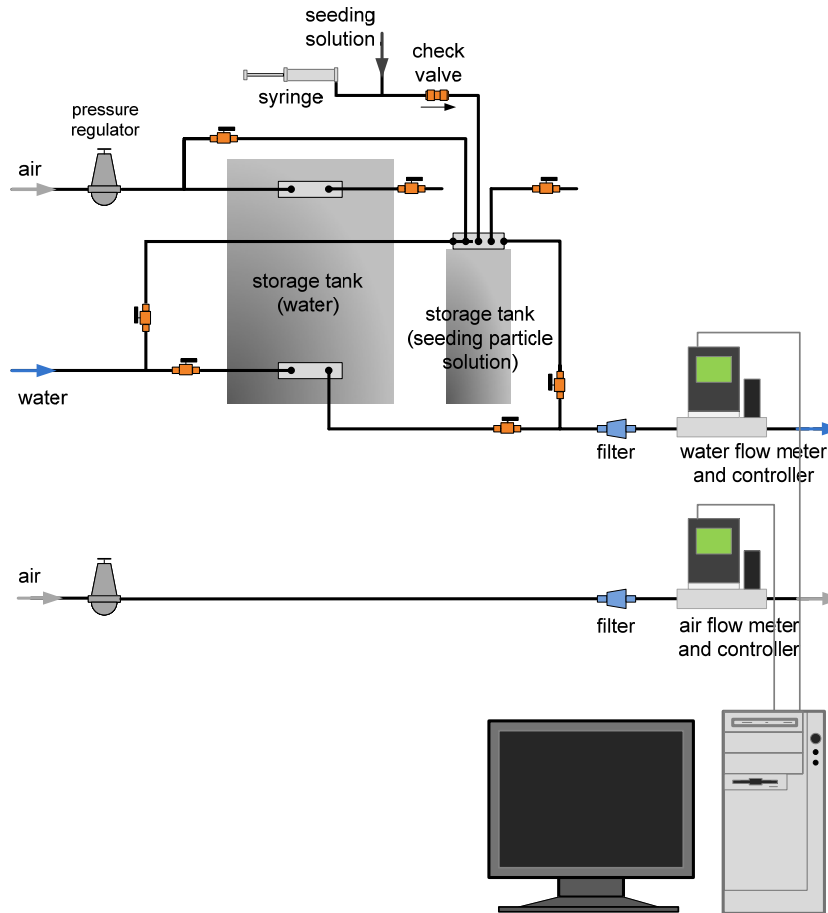 seeding
solution
check
valve
syringe
pressure
regulator
air
storage tank
(water)
storage tank
(seeding particle
solution)
water
filter
water flow meter
and controller
air
filter
air flow meter
and controller